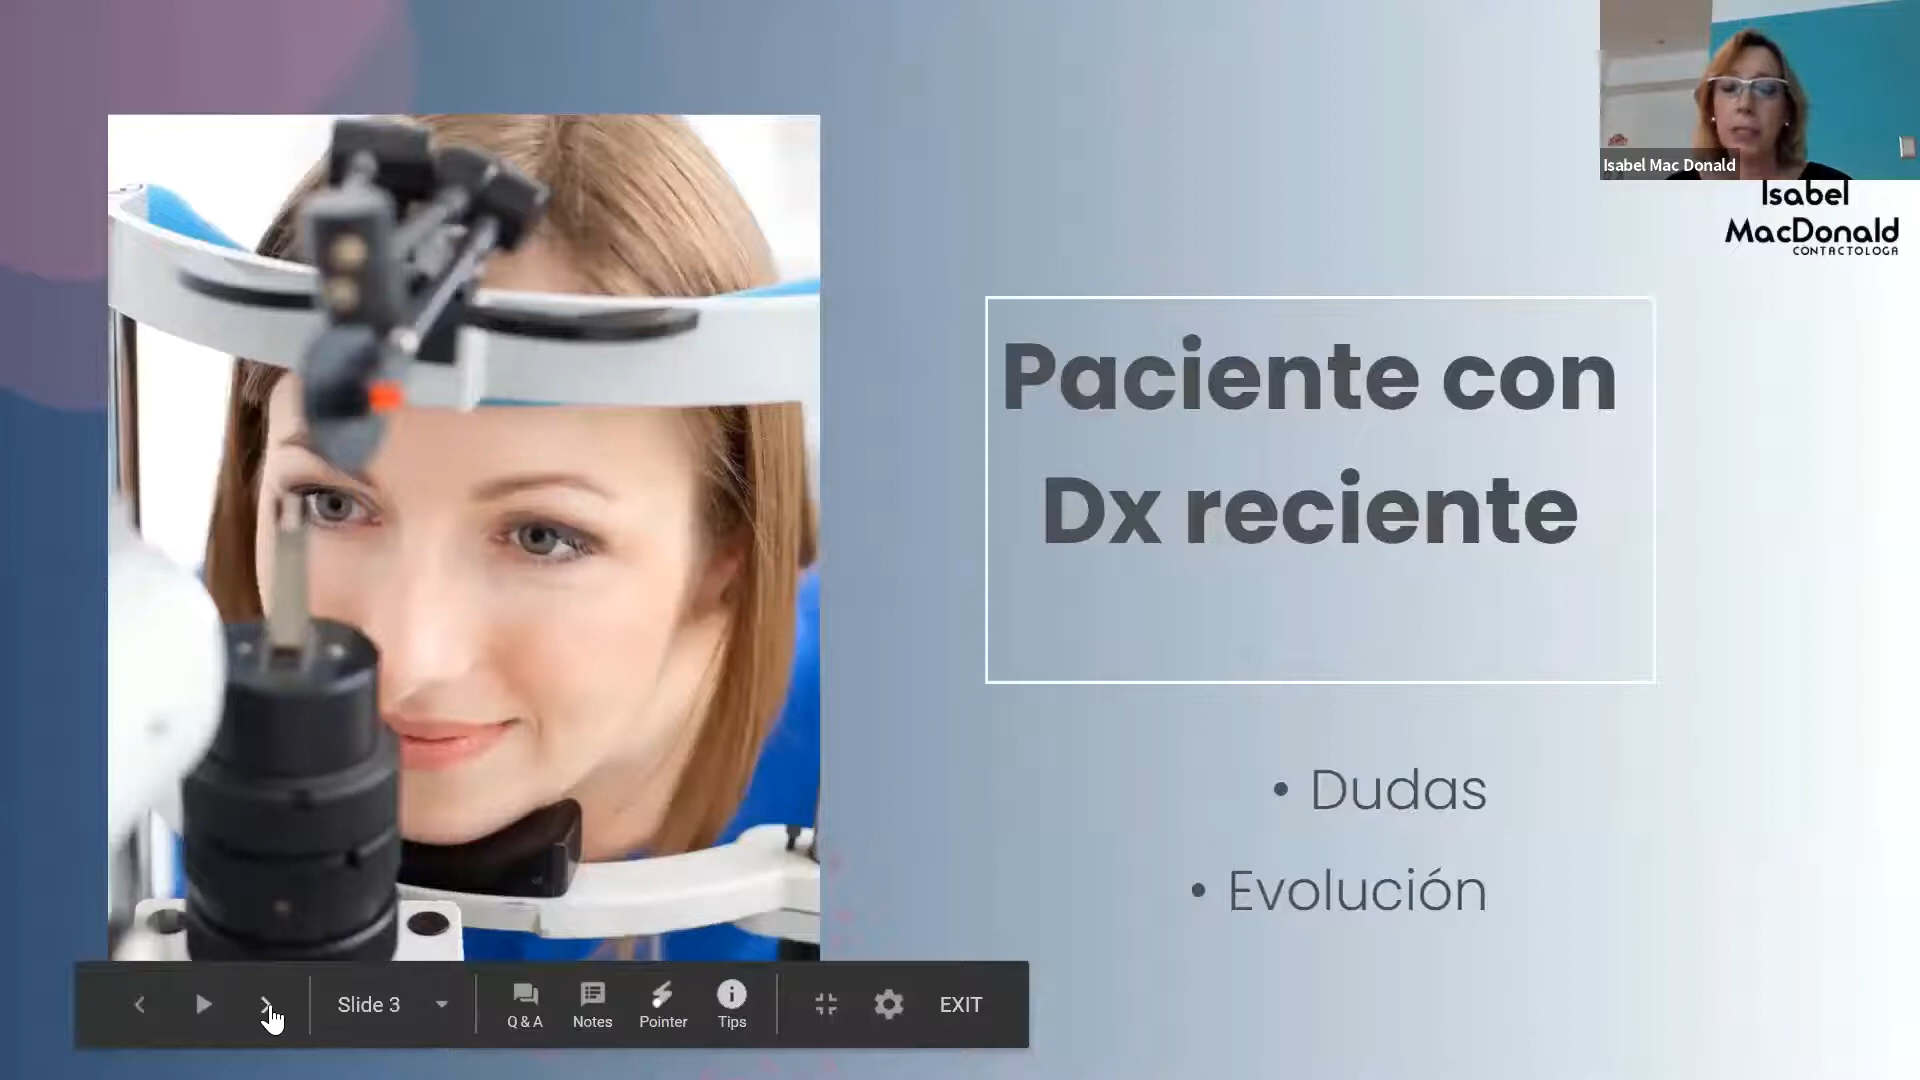 Isabel Mac Donald
Isabel
MacDonald
CONTACTOLOGA
Paciente con
Dx reciente
• Dudas
• Evolución
Slide 3
Q & A
Notes
Pointer
Tips
EXIT